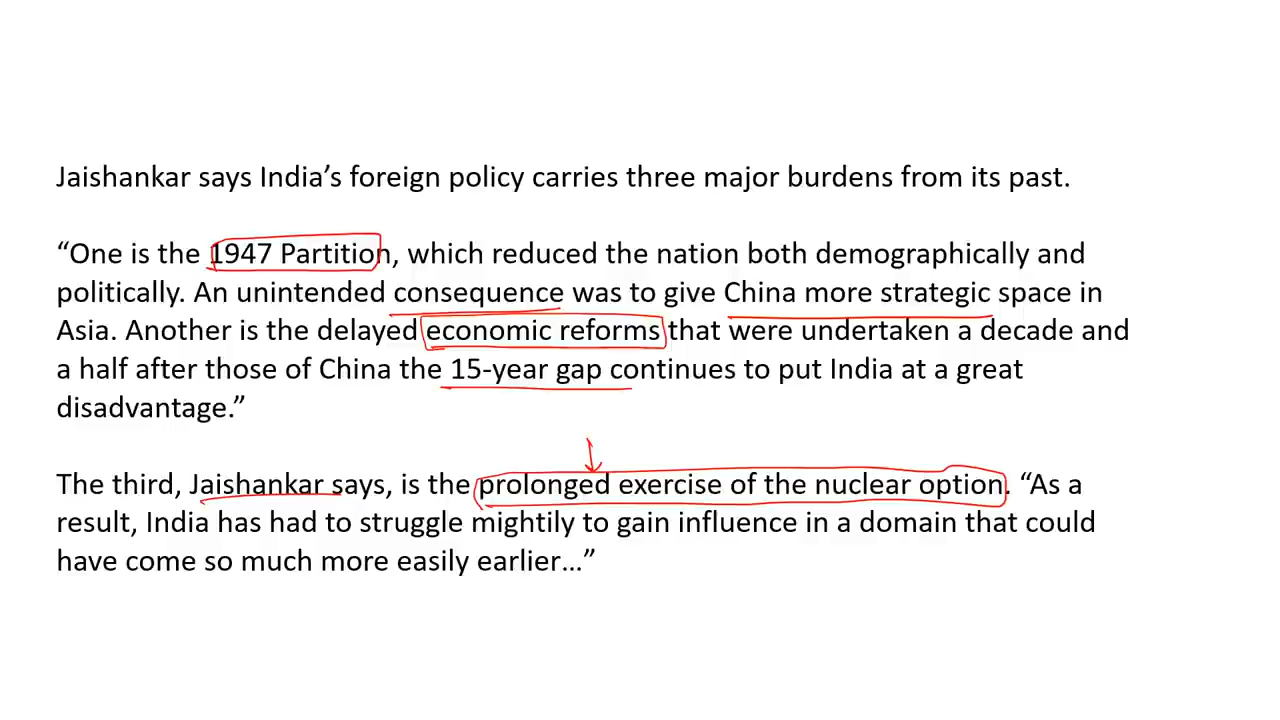 Jaishankar says India’s foreign policy carries three major burdens from its past.
“One is the 1947 Partition, which reduced the nation both demographically and
politically. An unintended consequence was to give China more strategic space in
Asia. Another is the delayed economic reforms that were undertaken a decade and
a half after those of China the 15-year gap continues to put India at a great
disadvantage.”
The third, Jaishankar says, is the prolonged exercise of the nuclear option. “As a
result, India has had to struggle mightily to gain influence in a domain that could
have come so much more easily earlier…”